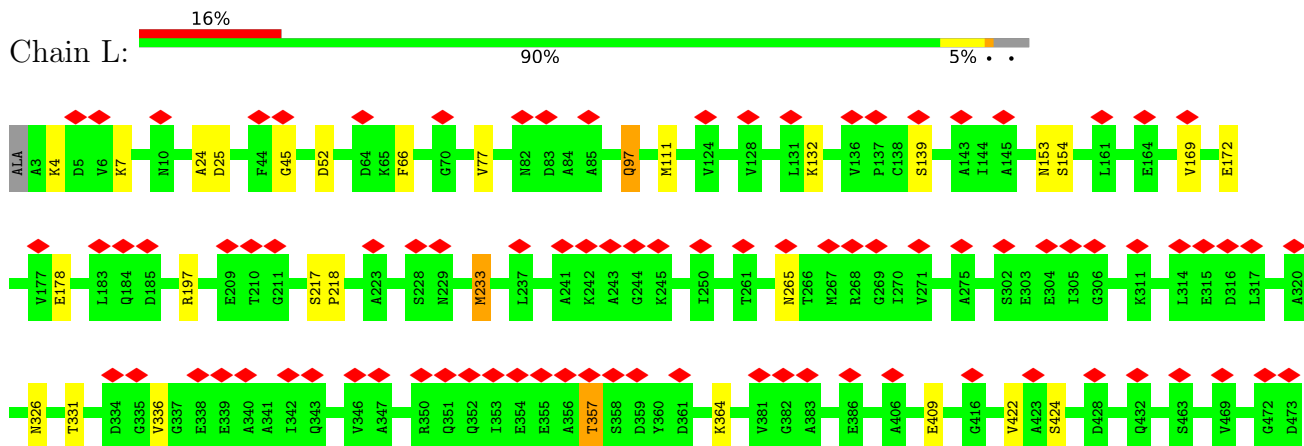 16%
Chain L:
90% 5% • •
ALA A3 K4 D5 V6 K7 N10 A24 D25 F44 G45 D52 D64 K65 F66 G70 V77 N82 D83 A84 A85 Q97 M111 V124 V128 L131 K132 V136 P137 C138 S139 A143 I144 A145 N153 S154 L161 E164 V169 E172
V177 E178 L183 Q184 D185 R197 E209 T210 G211 S217 P218 A223 S228 N229 M233 L237 A241 K242 A243 G244 K245 I250 T261 N265 T266 M267 R268 G269 I270 V271 A275 S302 E303 E304 I305 G306 K311 L314 E315 D316 L317 A320
N326 T331 D334 G335 V336 G337 E338 E339 A340 A341 I342 Q343 V346 A347 R350 Q351 Q352 I353 E354 E355 A356 T357 S358 D359 Y360 D361 K364 V381 G382 A383 E386 A406 E409 G416 V422 A423 S424 D428 Q432 S463 V469 G472 D473